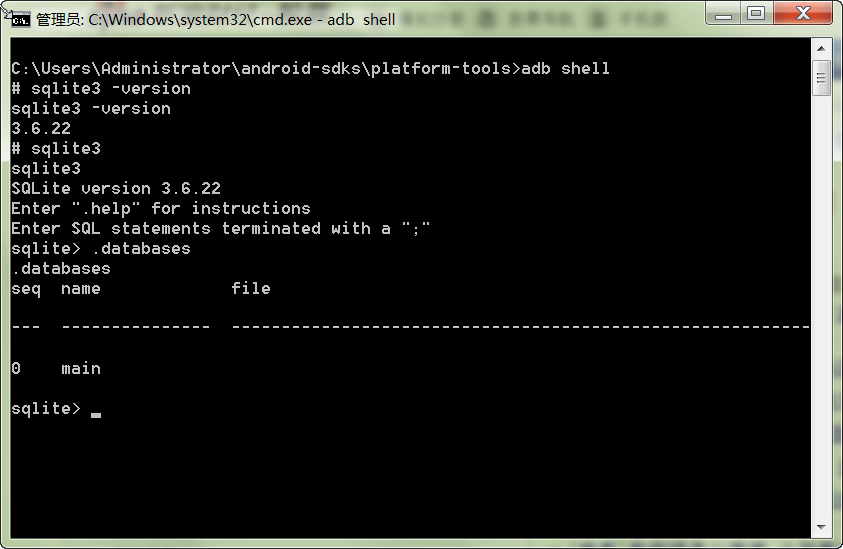 管理员: C:\Windows\system32\cmd.exe - adb  shell
C:\Users\Administrator\android-sdks\platform-tools>adb shell
# sqlite3 -version
sqlite3 -version
3.6.22
# sqlite3
sqlite3
SQLite version 3.6.22
Enter ".help" for instructions
Enter SQL statements terminated with a ";"
sqlite> .databases
.databases
seq  name             file
---  ---------------  ----------------------------------------------------------
0    main
sqlite>